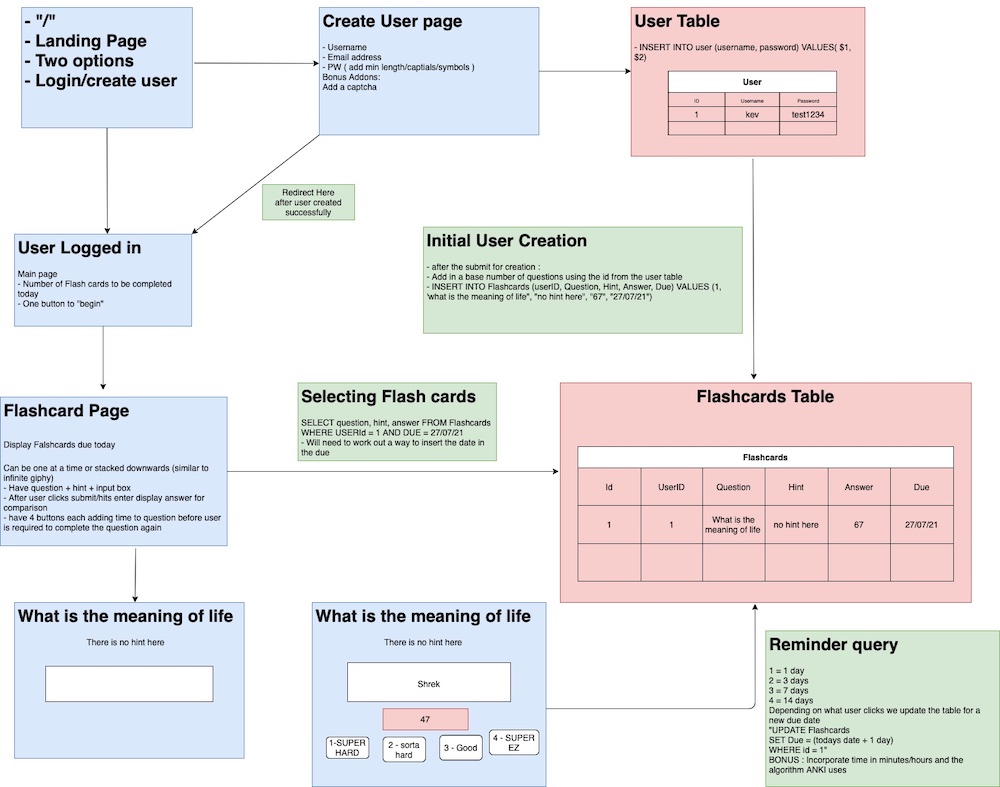 - "/"
- Landing Page
- Two options
- Login/create user
Create User page
- Username
- Email address
- PW ( add min length/captials/symbols )
Bonus Addons:
Add a captcha
User Table
- INSERT INTO user (username, password) VALUES( $1,
$2)
User
ID Username Password
1 kev test1234
Redirect Here
after user created
successfully
User Logged in
Main page
- Number of Flash cards to be completed
today
- One button to "begin"
Initial User Creation
- after the submit for creation :
- Add in a base number of questions using the id from the user table
- INSERT INTO Flashcards (userID, Question, Hint, Answer, Due) VALUES (1,
'what is the meaning of life", "no hint here", "67", "27/07/21")
Flashcard Page
Display Falshcards due today
Can be one at a time or stacked downwards (similar to
infinite giphy)
- Have question + hint + input box
- After user clicks submit/hits enter display answer for
comparison
- have 4 buttons each adding time to question before user
is required to complete the question again
Selecting Flash cards
SELECT question, hint, answer FROM Flashcards
WHERE USERId = 1 AND DUE = 27/07/21
- Will need to work out a way to insert the date in
the due
Flashcards Table
Flashcards
Id UserID Question Hint Answer Due
1 1 What is the
meaning of life no hint here 67 27/07/21
What is the meaning of life
There is no hint here
What is the meaning of life
There is no hint here
Shrek
47
1-SUPER
HARD
2 - sorta
hard
3 - Good
4 - SUPER
EZ
Reminder query
1 = 1 day
2 = 3 days
3 = 7 days
4 = 14 days
Depending on what user clicks we update the table for a
new due date
"UPDATE Flashcards
SET Due = (todays date + 1 day)
WHERE id = 1"
BONUS : Incorporate time in minutes/hours and the
algorithm ANKI uses